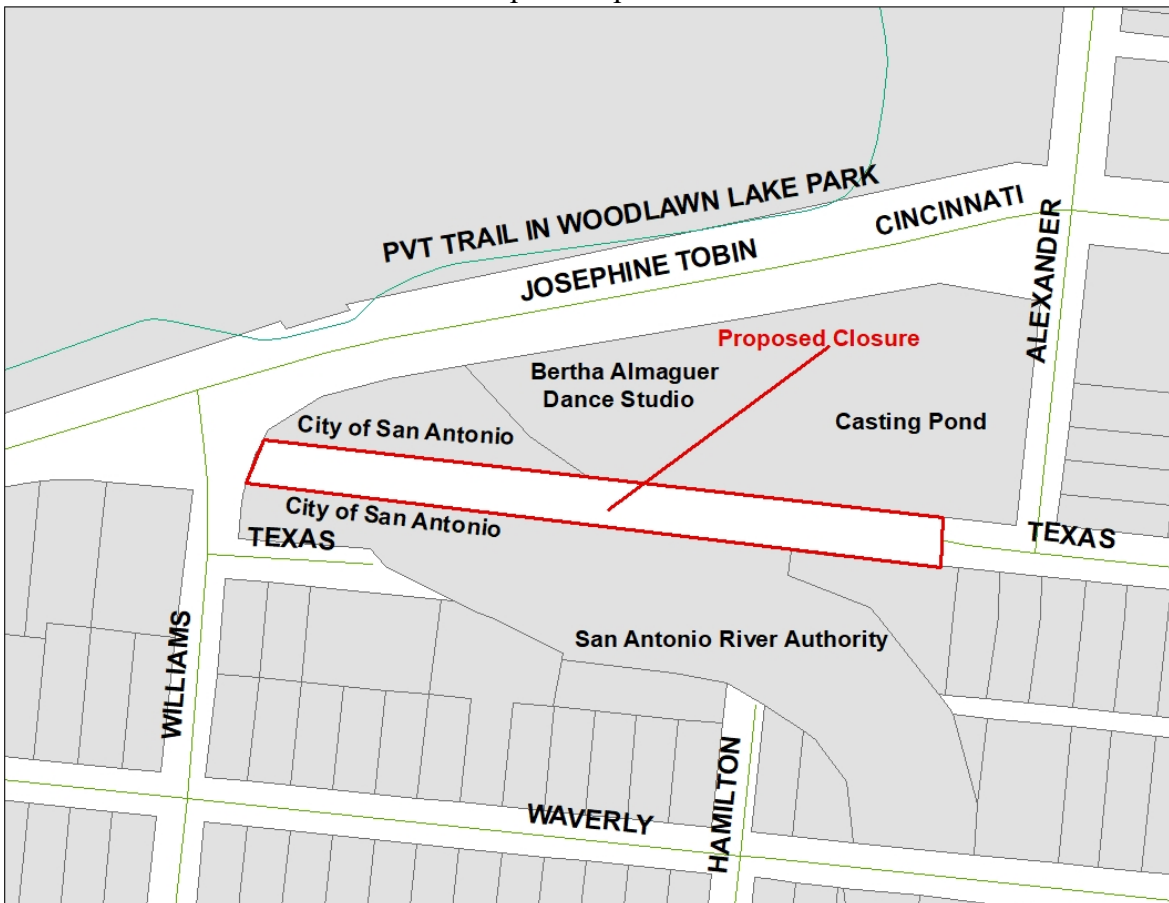 PVT TRAIL IN WOODLAWN LAKE PARK
CINCINNATI
JOSEPHINE TOBIN
ALEXANDER
Proposed Closure
Bertha Almaguer
Dance Studio
Casting Pond
City of San Antonio
City of San Antonio
TEXAS
TEXAS
San Antonio River Authority
WILLIAMS
HAMILTON
WAVERLY